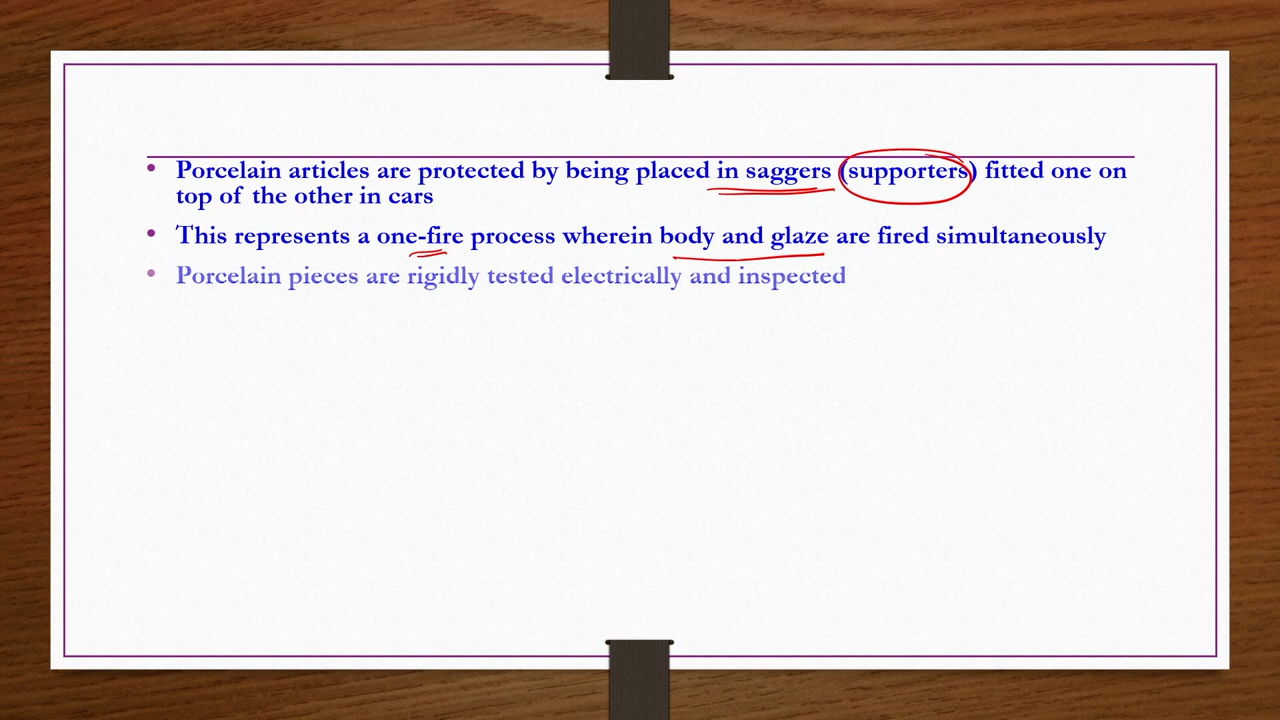 • Porcelain articles are protected by being placed in saggers (supporters) fitted one on
top of the other in cars
• This represents a one-fire process wherein body and glaze are fired simultaneously
• Porcelain pieces are rigidly tested electrically and inspected